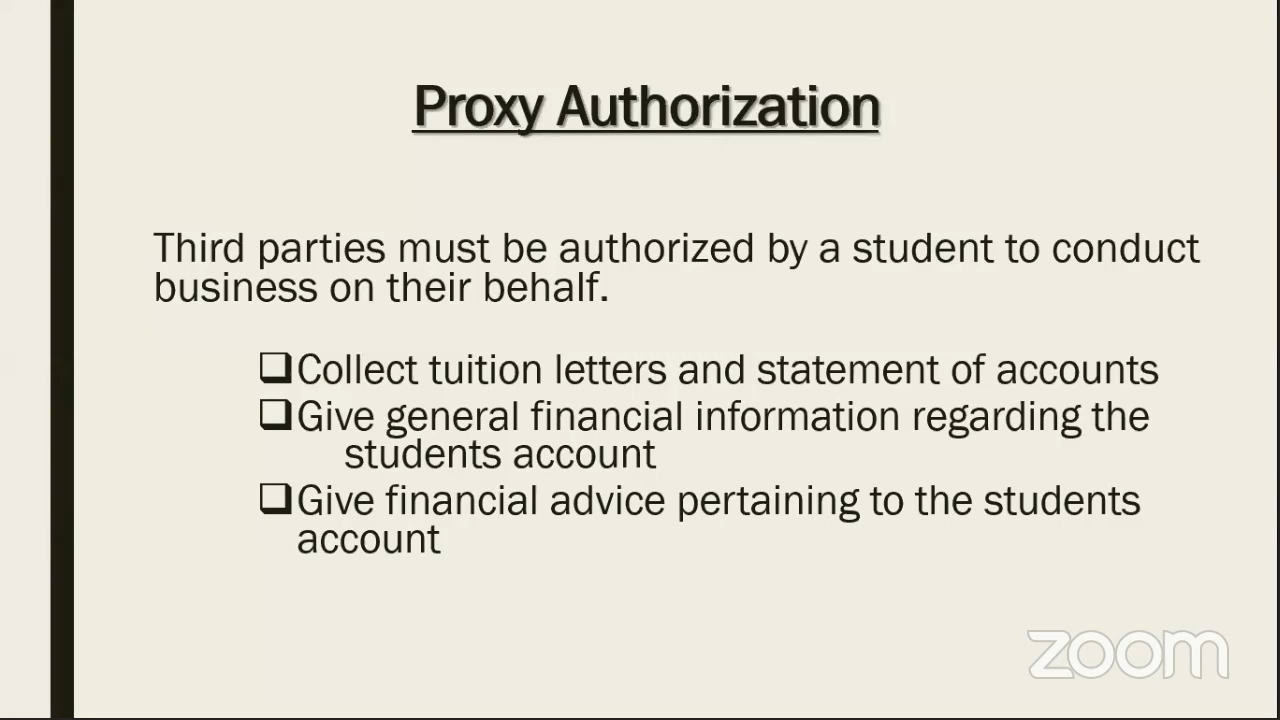 Proxy Authorization
Third parties must be authorized by a student to conduct
business on their behalf.
❑Collect tuition letters and statement of accounts
❑Give general financial information regarding the
students account
❑Give financial advice pertaining to the students
account
zoom